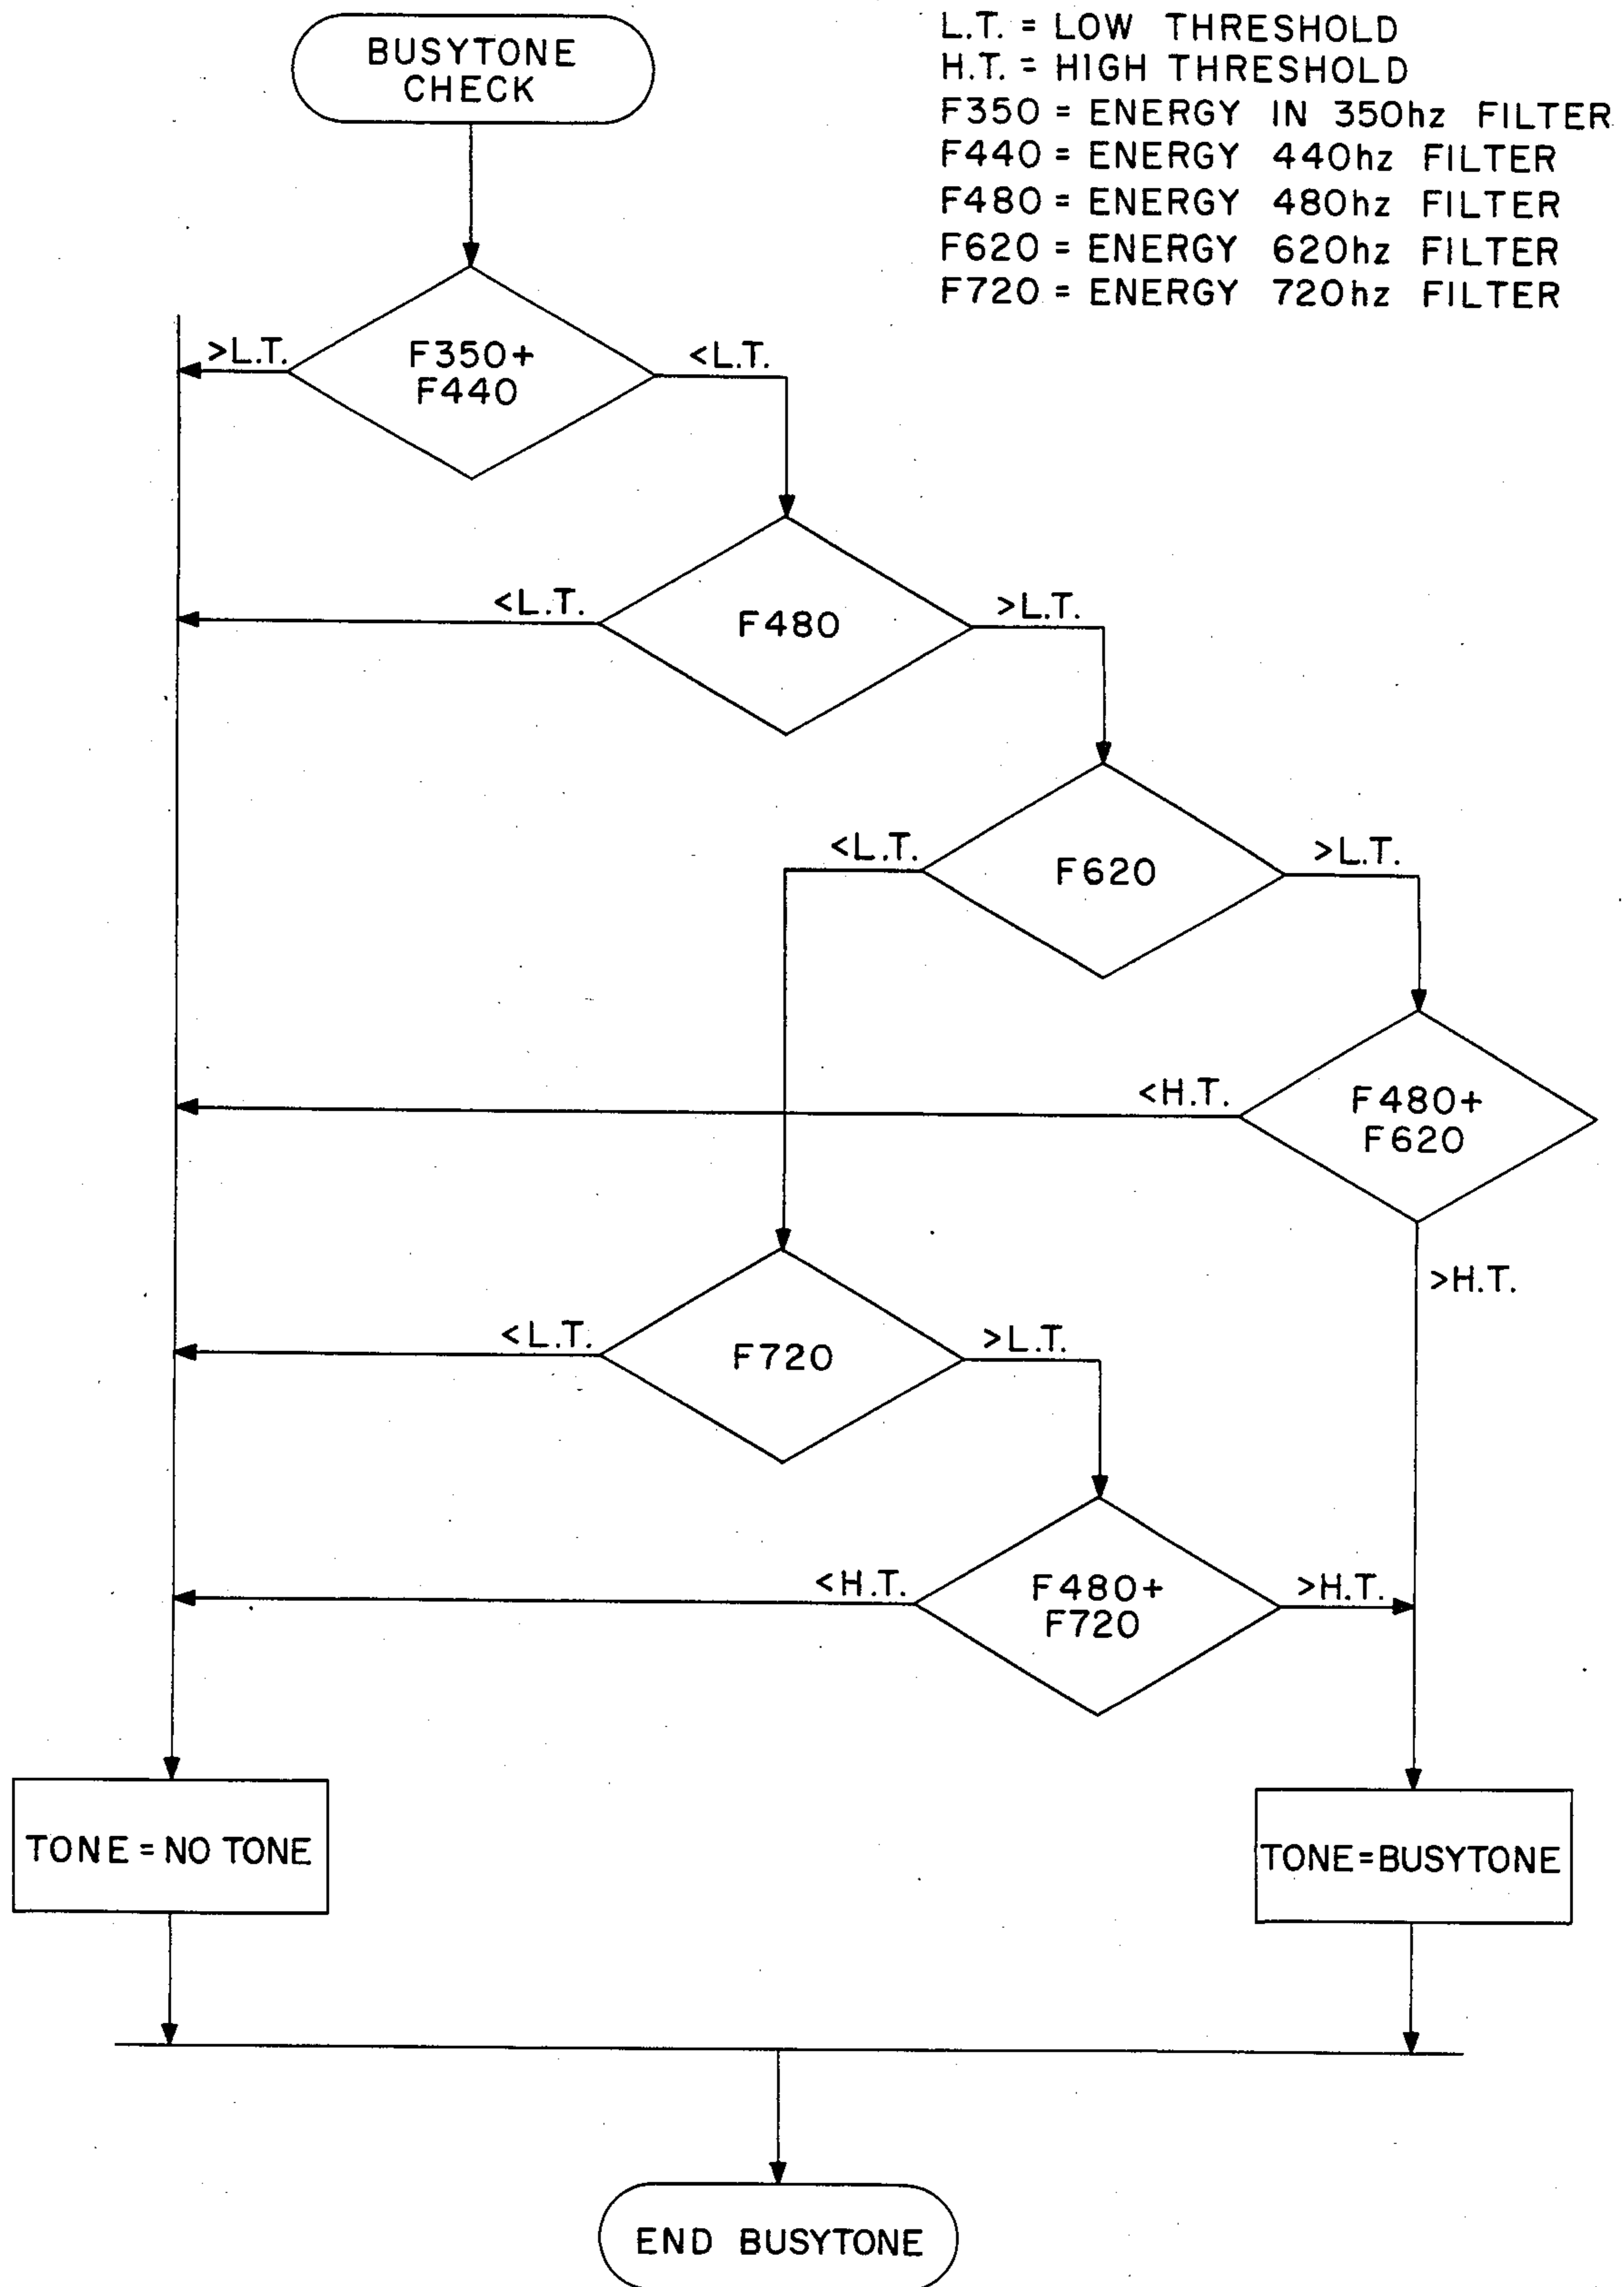 BUSYTONE
CHECK
L.T. = LOW THRESHOLD
H.T. = HIGH THRESHOLD
F350 = ENERGY IN 350hz FILTER
F440 = ENERGY 440hz FILTER
F480 = ENERGY 480hz FILTER
F620 = ENERGY 620hz FILTER
F720 = ENERGY 720hz FILTER
>L.T.
F350+
F440
<L.T.
<L.T.
F480
>L.T.
<L.T.
F620
>L.T.
<H.T.
F480+
F620
>H.T.
<L.T.
F720
>L.T.
<H.T.
F480+
F720
>H.T.
TONE = NO TONE
TONE=BUSYTONE
END BUSYTONE